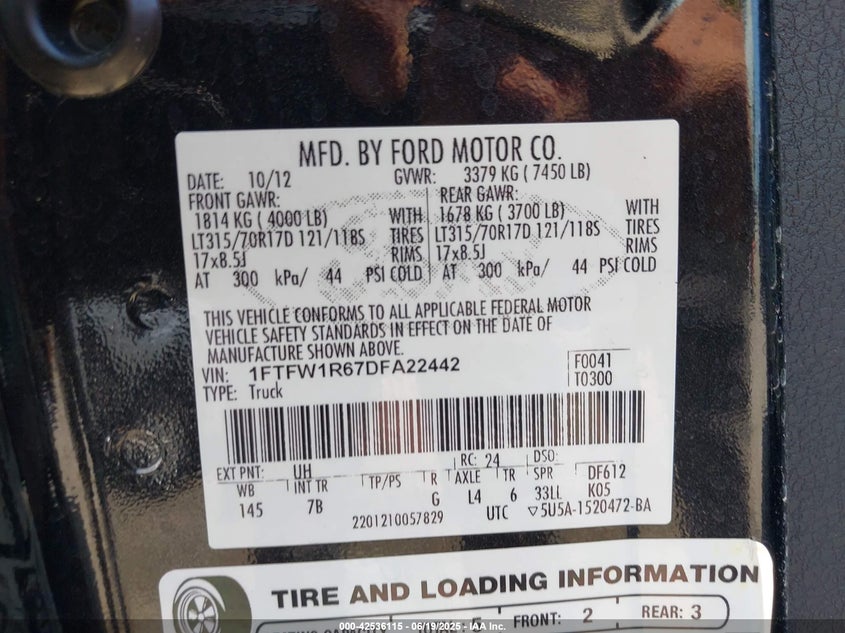 MFD. BY FORD MOTOR CO.
DATE: 10/12 GVWR: 3379 KG ( 7450 LB)
FRONT GAWR: REAR GAWR:
1814 KG ( 4000 LB) WITH 1678 KG ( 3700 LB) WITH
LT315/70R17D 121/118S TIRES LT315/70R17D 121/118S TIRES
17x8.5J RIMS 17x8.5J RIMS
AT 300 kPa/ 44 PSI COLD AT 300 kPa/ 44 PSI COLD
THIS VEHICLE CONFORMS TO ALL APPLICABLE FEDERAL MOTOR
VEHICLE SAFETY STANDARDS IN EFFECT ON THE DATE OF
MANUFACTURE SHOWN ABOVE.
VIN: 1FTFW1R67DFA22442 F0041
TYPE: Truck T0300
EXT PNT: UH RC: 24 DSO:
WB INT TR TP/PS R AXLE TR SPR DF612
145 7B G L4 6 33LL K05
2201210057829 UTC ▽5U5A-1520472-BA
TIRE AND LOADING INFORMATION
FRONT: 2 REAR: 3
000-42536115 - 06/19/2025 - IAA Inc.